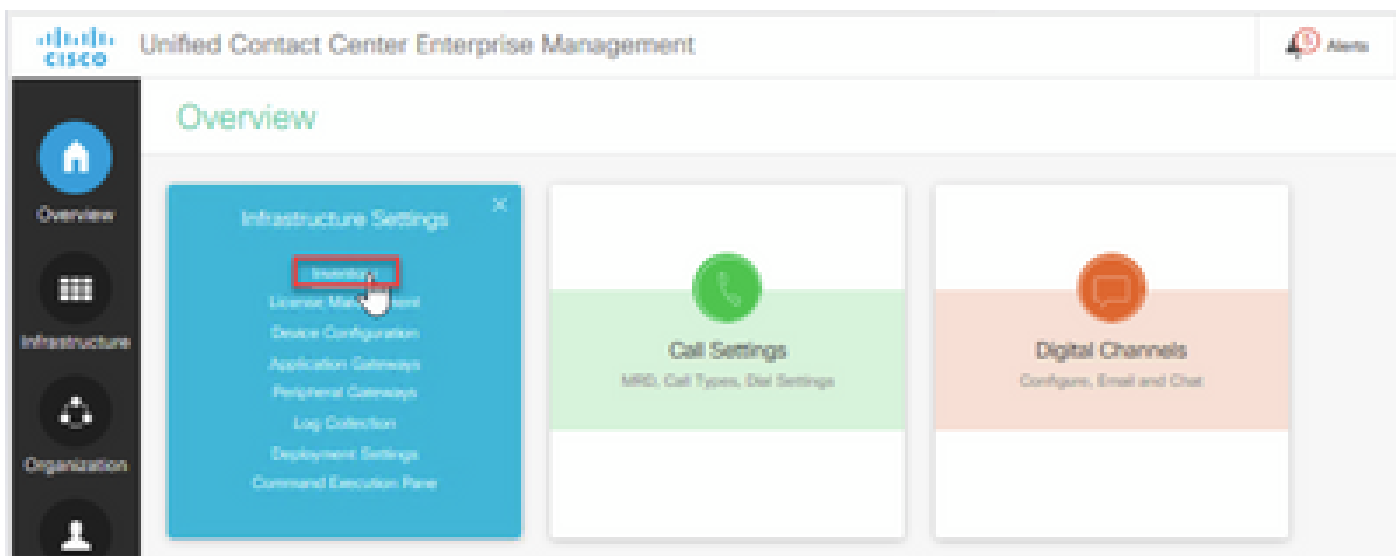 CISCO
Unified Contact Center Enterprise Management
5
Alerts
Overview
Overview
Infrastructure
Organization
Infrastructure Settings
X
Inventory
License Management
Device Configuration
Application Gateways
Peripheral Gateways
Log Collection
Deployment Settings
Command Execution Pane
Call Settings
MRD, Call Types, Dial Settings
Digital Channels
Configure, Email and Chat